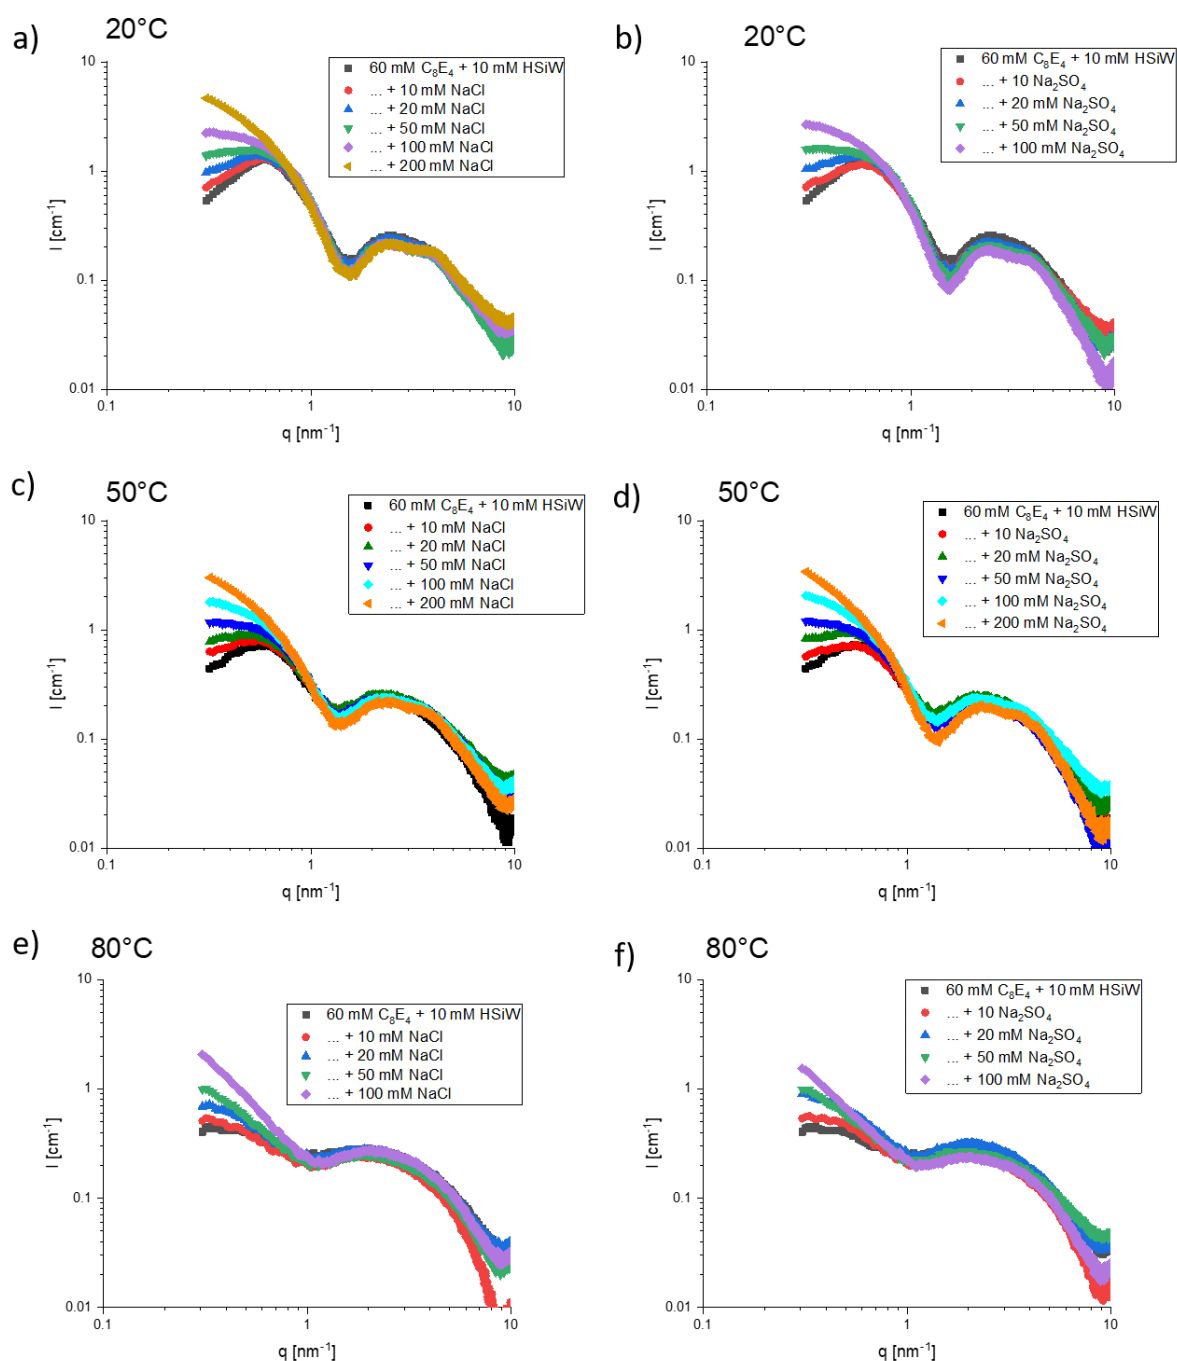 a)
20°C
60 mM C₈E₄ + 10 mM HSiW
... + 10 mM NaCl
... + 20 mM NaCl
... + 50 mM NaCl
... + 100 mM NaCl
... + 200 mM NaCl
10
1
0.1
0.01
I [cm⁻¹]
0.1
1
10
q [nm⁻¹]
b)
20°C
60 mM C₈E₄ + 10 mM HSiW
... + 10 Na₂SO₄
... + 20 mM Na₂SO₄
... + 50 mM Na₂SO₄
... + 100 mM Na₂SO₄
10
1
0.1
0.01
I [cm⁻¹]
0.1
1
10
q [nm⁻¹]
c)
50°C
60 mM C₈E₄ + 10 mM HSiW
... + 10 mM NaCl
... + 20 mM NaCl
... + 50 mM NaCl
... + 100 mM NaCl
... + 200 mM NaCl
10
1
0.1
0.01
I [cm⁻¹]
0.1
1
10
q [nm⁻¹]
d)
50°C
60 mM C₈E₄ + 10 mM HSiW
... + 10 Na₂SO₄
... + 20 mM Na₂SO₄
... + 50 mM Na₂SO₄
... + 100 mM Na₂SO₄
... + 200 mM Na₂SO₄
10
1
0.1
0.01
I [cm⁻¹]
0.1
1
10
q [nm⁻¹]
e)
80°C
60 mM C₈E₄ + 10 mM HSiW
... + 10 mM NaCl
... + 20 mM NaCl
... + 50 mM NaCl
... + 100 mM NaCl
10
1
0.1
0.01
I [cm⁻¹]
0.1
1
10
q [nm⁻¹]
f)
80°C
60 mM C₈E₄ + 10 mM HSiW
... + 10 Na₂SO₄
... + 20 mM Na₂SO₄
... + 50 mM Na₂SO₄
... + 100 mM Na₂SO₄
10
1
0.1
0.01
I [cm⁻¹]
0.1
1
10
q [nm⁻¹]